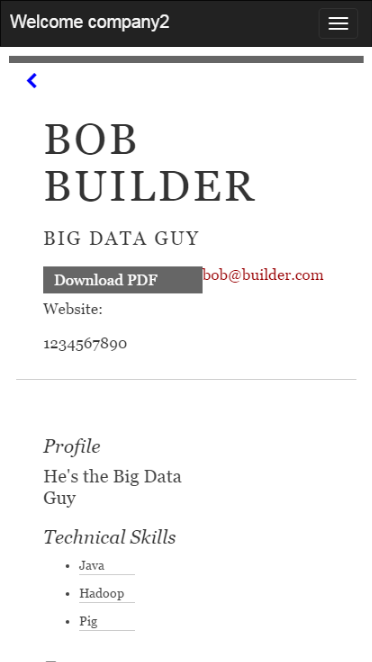 Welcome company2
BOB
BUILDER
BIG DATA GUY
Download PDF bob@builder.com
Website:
1234567890
Profile
He's the Big Data
Guy
Technical Skills
Java
Hadoop
Pig